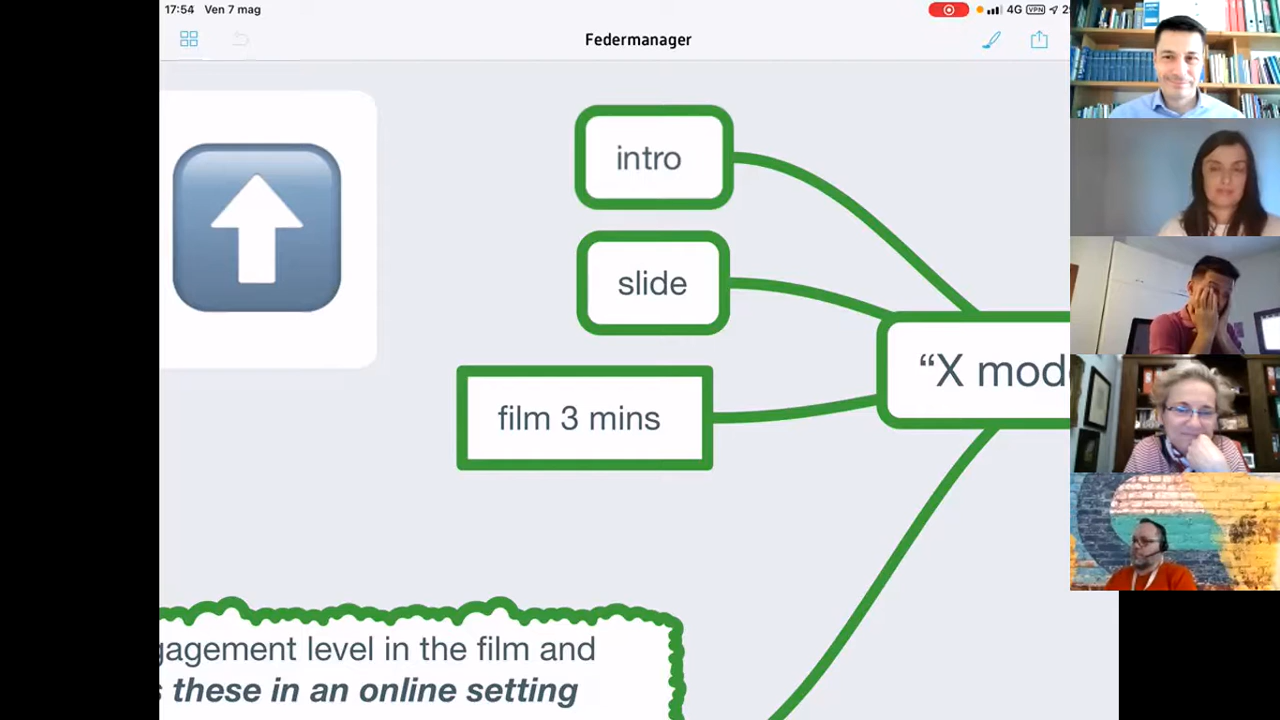 17:54 Ven 7 mag
4G VPN
Federmanager
intro
slide
film 3 mins
“X mod
gagement level in the film and
these in an online setting